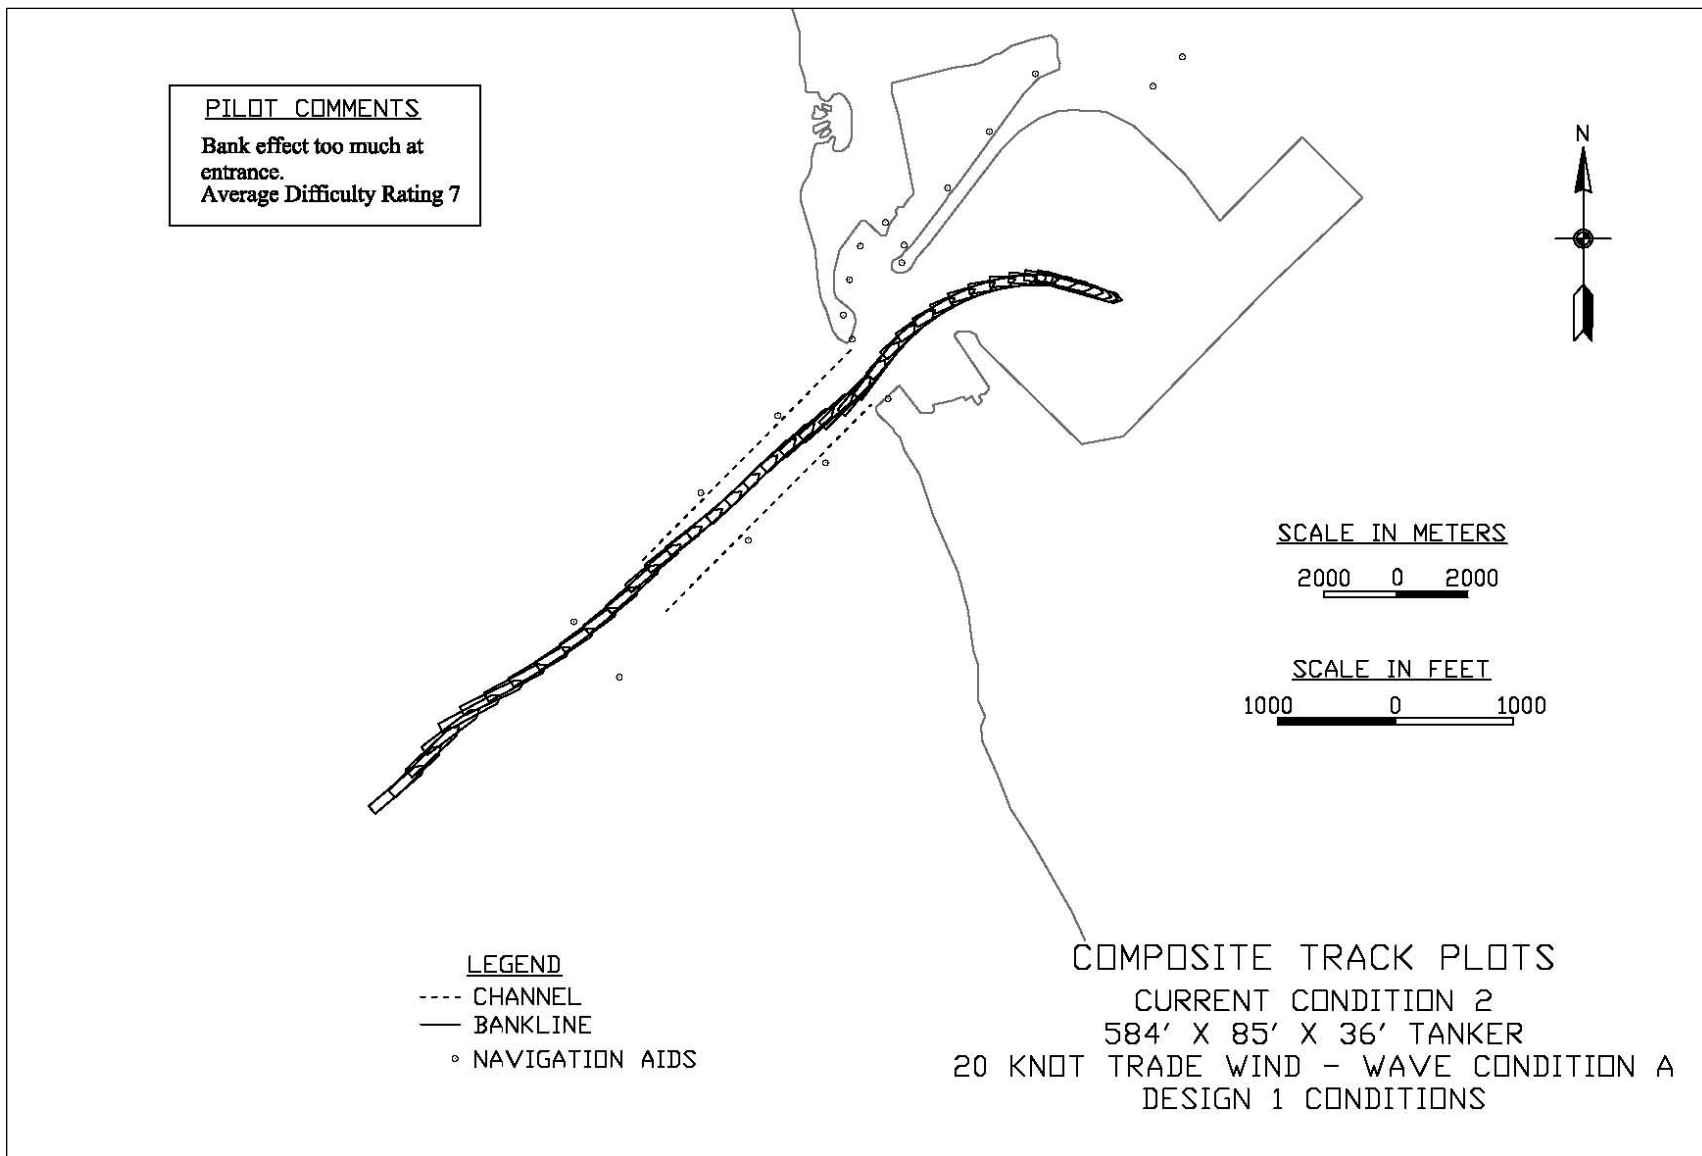 PILOT COMMENTS
Bank effect too much at
entrance.
Average Difficulty Rating 7
N
SCALE IN METERS
2000 0 2000
SCALE IN FEET
1000 0 1000
LEGEND
CHANNEL
BANKLINE
NAVIGATION AIDS
COMPOSITE TRACK PLOTS
CURRENT CONDITION 2
584' X 85' X 36' TANKER
20 KNOT TRADE WIND - WAVE CONDITION A
DESIGN 1 CONDITIONS